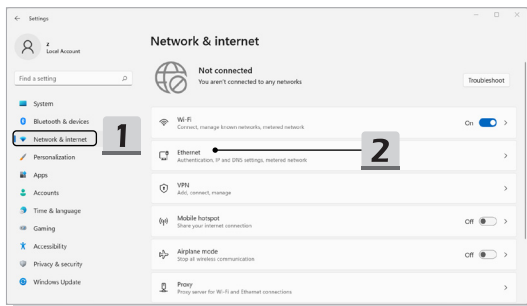 ← Settings
z
Local Account
Find a setting
System
Bluetooth & devices
Network & internet
Personalization
Apps
Accounts
Time & language
Gaming
Accessibility
Privacy & security
Windows Update
1
Network & internet
Not connected
You aren't connected to any networks
Troubleshoot
Wi-Fi
Connect, manage known networks, metered network
On
Ethernet
Authentication, IP and DNS settings, metered network
2
VPN
Add, connect, manage
Mobile hotspot
Share your internet connection
Off
Airplane mode
Stop all wireless communication
Off
Proxy
Proxy server for Wi-Fi and Ethernet connections